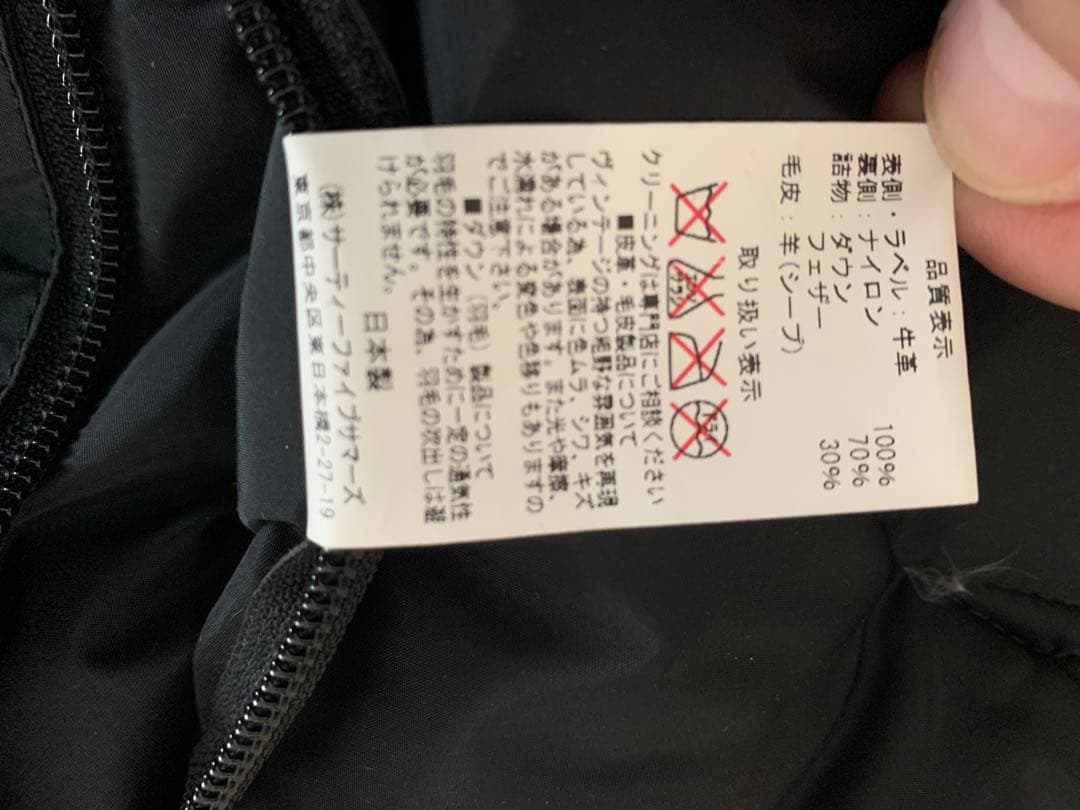 品質表示
表側・ラベル：牛革
裏側：ナイロン 100%
詰物：ダウン 70%
フェザー 30%
毛皮：羊(シープ)
取り扱い表示
クリーニングは専門店にご相談ください
■皮革・毛皮製品について
ヴィンテージの持つ粗野な雰囲気を再現
している為、表面に色ムラ、シワ、キズ
がある場合があります。また光や摩擦、
水濡れによる変色や色移りもありますの
でご注意下さい。
■ダウン（羽毛）製品について
羽毛の特性を生かすために一定の通気性
が必要です。その為、羽毛の吹出しは避
けられません。
日本製
(株)サーティーファイブサマーズ
東京都中央区東日本橋2-27-19